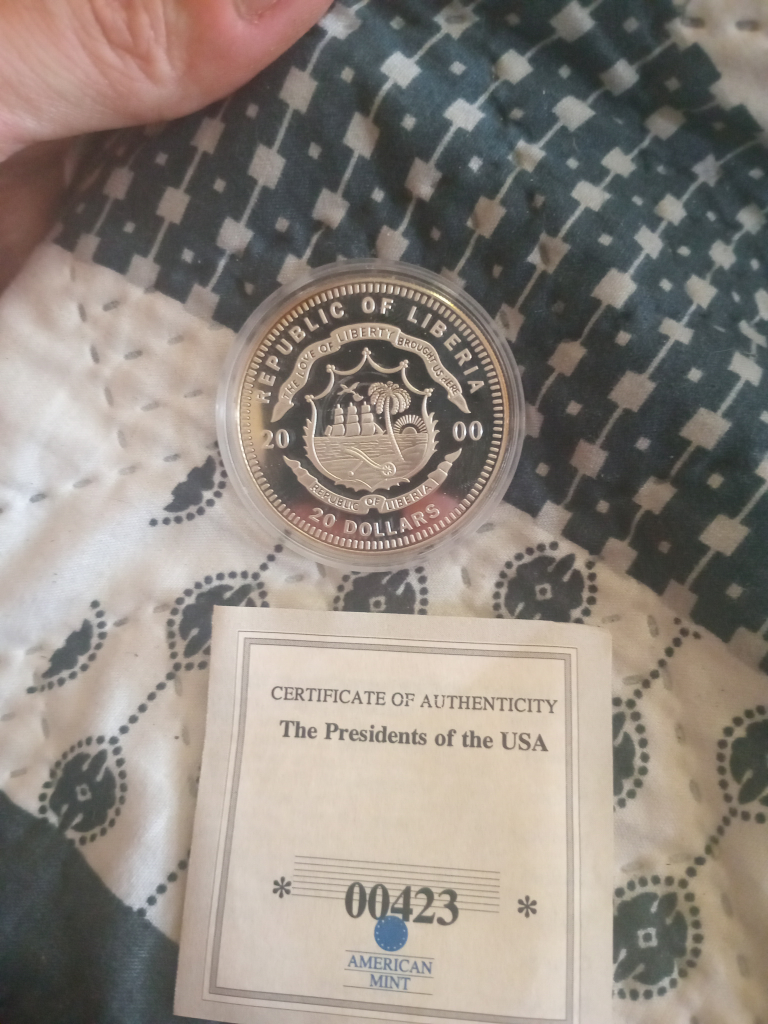 REPUBLIC OF LIBERIA
THE LOVE OF LIBERTY BROUGHT US HERE
20 00
REPUBLIC OF LIBERIA
20 DOLLARS
CERTIFICATE OF AUTHENTICITY
The Presidents of the USA
* 00423 *
AMERICAN
MINT